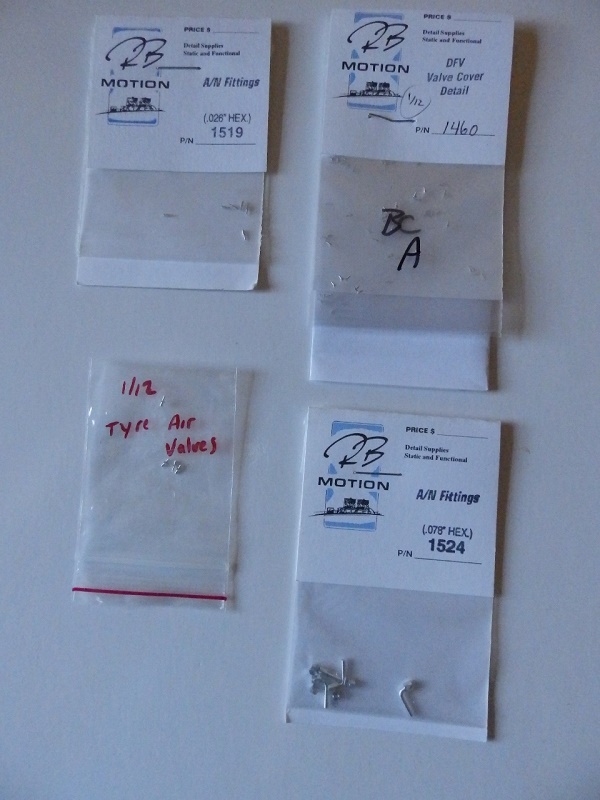 PRICE $
RB
Detail Supplies
Static and Functional
MOTION
A/N Fittings
(.026" HEX.)
P/N 1519
PRICE $
RB
Detail Supplies
Static and Functional
MOTION
DFV
Valve Cover
Detail
1/12
P/N 1460
BC
A
1/12
Tyre Air
Valves
PRICE $
RB
Detail Supplies
Static and Functional
MOTION
A/N Fittings
(.078" HEX.)
P/N 1524